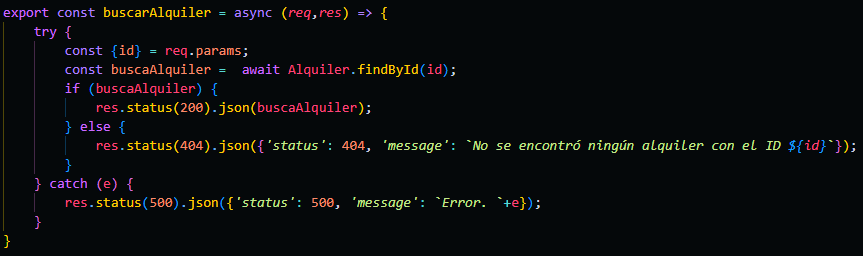 export const buscarAlquiler = async (req,res) => {
    try {
        const {id} = req.params;
        const buscaAlquiler =  await Alquiler.findById(id);
        if (buscaAlquiler) {
            res.status(200).json(buscaAlquiler);
        } else {
            res.status(404).json({'status': 404, 'message': `No se encontró ningún alquiler con el ID ${id}`});
        }
    } catch (e) {
        res.status(500).json({'status': 500, 'message': `Error. `+e});
    }
}